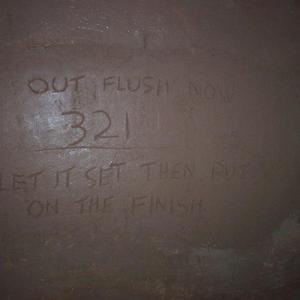 OUT FLUSH NOW
321
LET IT SET THEN PUT
ON THE FINISH.